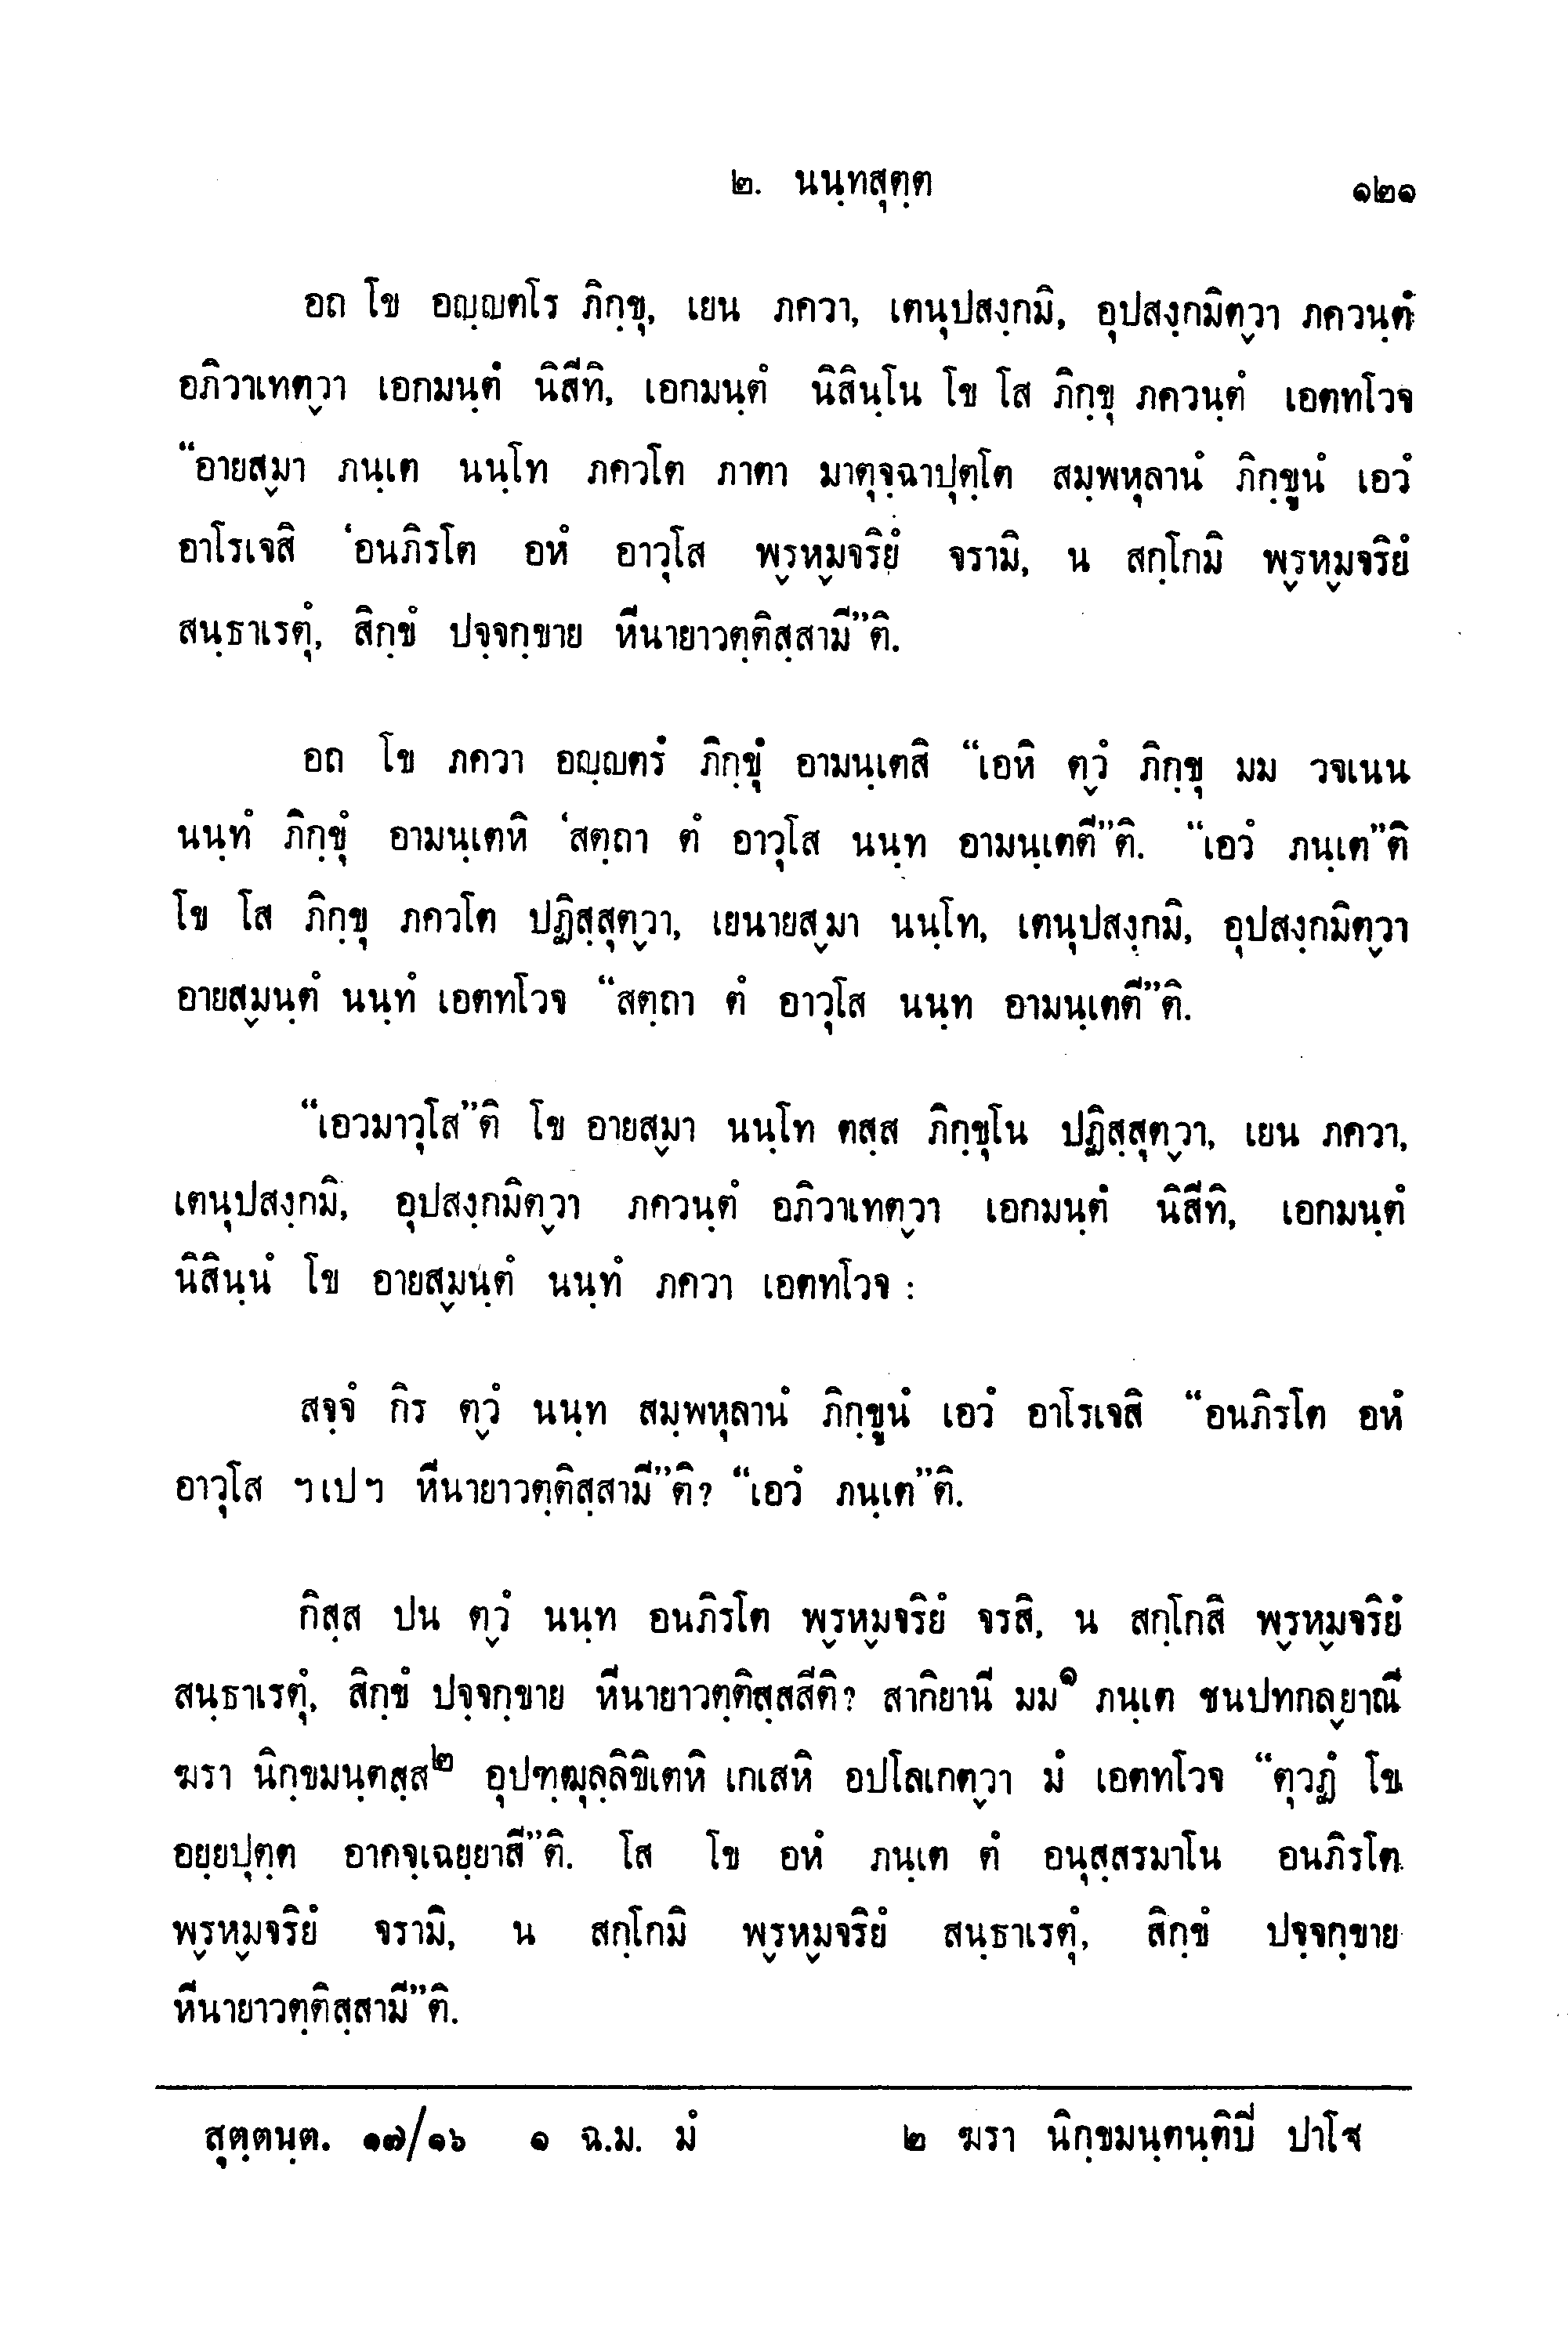 ๒. นนฺทสุตฺต ๑๒๑
อถ โข อญฺญตโร ภิกฺขุ, เยน ภควา, เตนุปสงฺกมิ, อุปสงฺกมิตฺวา ภควนฺตํ
อภิวาเทตฺวา เอกมนฺตํ นิสีทิ, เอกมนฺตํ นิสินฺโน โข โส ภิกฺขุ ภควนฺตํ เอตทโวจ
“อายสฺมา ภนฺเต นนฺโท ภควโต ภาตา มาตุจฺฉาปุตฺโต สมฺพหุลานํ ภิกฺขูนํ เอวํ
อาโรเจสิ ‘อนภิรโต อหํ อาวุโส พฺรหฺมจริยํ จรามิ, น สกฺโกมิ พฺรหฺมจริยํ
สนฺธาเรตุํ, สิกฺขํ ปจฺจกฺขาย หีนายาวตฺติสฺสามี”ติ.
อถ โข ภควา อญฺญตรํ ภิกฺขุํ อามนฺเตสิ “เอหิ ตฺวํ ภิกฺขุ มม วจเนน
นนฺทํ ภิกฺขุํ อามนฺเตหิ ‘สตฺถา ตํ อาวุโส นนฺท อามนฺเตตี”ติ. “เอวํ ภนฺเต”ติ
โข โส ภิกฺขุ ภควโต ปฏิสฺสุตฺวา, เยนายสฺมา นนฺโท, เตนุปสงฺกมิ, อุปสงฺกมิตฺวา
อายสฺมนฺตํ นนฺทํ เอตทโวจ “สตฺถา ตํ อาวุโส นนฺท อามนฺเตตี”ติ.
“เอวมาวุโส”ติ โข อายสฺมา นนฺโท ตสฺส ภิกฺขุโน ปฏิสฺสุตฺวา, เยน ภควา,
เตนุปสงฺกมิ, อุปสงฺกมิตฺวา ภควนฺตํ อภิวาเทตฺวา เอกมนฺตํ นิสีทิ, เอกมนฺตํ
นิสินฺนํ โข อายสฺมนฺตํ นนฺทํ ภควา เอตทโวจ :
สจฺจํ กิร ตฺวํ นนฺท สมฺพหุลานํ ภิกฺขูนํ เอวํ อาโรเจสิ “อนภิรโต อหํ
อาวุโส ฯเปฯ หีนายาวตฺติสฺสามี”ติ? “เอวํ ภนฺเต”ติ.
กิสฺส ปน ตฺวํ นนฺท อนภิรโต พฺรหฺมจริยํ จรสิ, น สกฺโกสิ พฺรหฺมจริยํ
สนฺธาเรตุํ, สิกฺขํ ปจฺจกฺขาย หีนายาวตฺติสฺสสีติ? สากิยานี มม๑ ภนฺเต ชนปทกลฺยาณี
ฆรา นิกฺขมนฺตสฺส๒ อุปฑฺฒุลฺลิขิเตหิ เกเสหิ อปโลเกตฺวา มํ เอตทโวจ “ตุวฏํ โข
อยฺยปุตฺต อาคจฺเฉยฺยาสี”ติ. โส โข อหํ ภนฺเต ตํ อนุสฺสรมาโน อนภิรโต
พฺรหฺมจริยํ จรามิ, น สกฺโกมิ พฺรหฺมจริยํ สนฺธาเรตุํ, สิกฺขํ ปจฺจกฺขาย
หีนายาวตฺติสฺสามี”ติ.
สุตฺตนฺต. ๑๗/๑๖ ๑ ฉ.ม. มํ ๒ ฆรา นิกฺขมนฺตนฺติปี ปาโฐ